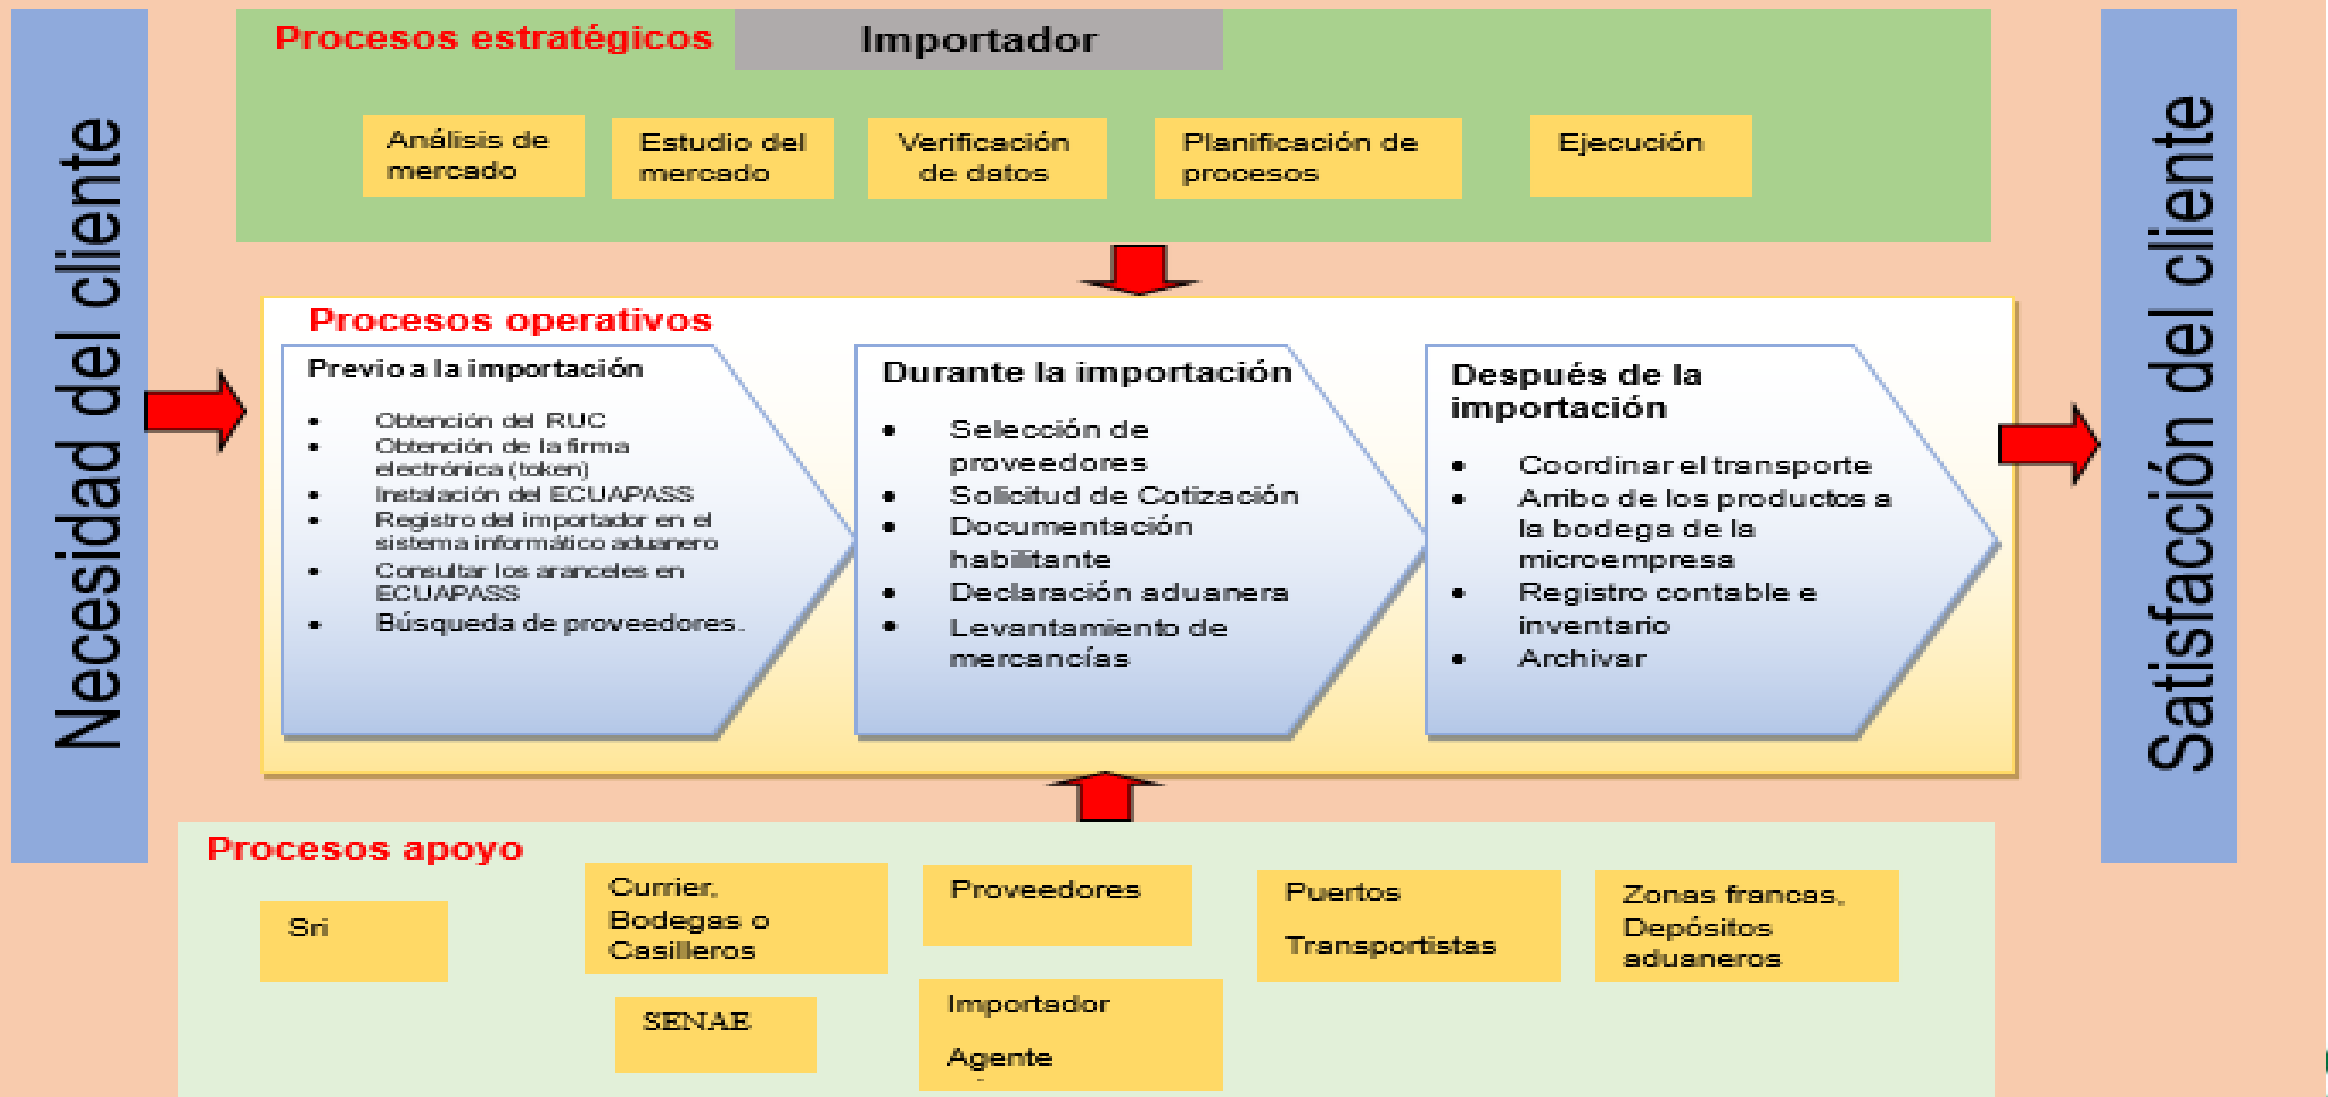 Necesidad del cliente
Procesos estratégicos
Importador
Análisis de
mercado
Estudio del
mercado
Verificación
de datos
Planificación de
procesos
Ejecución
Procesos operativos
Previo a la importación
• Obtención del RUC
• Obtención de la firma
electrónica (token)
• Instalación del ECUAPASS
• Registro del importador en el
sistema informático aduanero
• Consultar los aranceles en
ECUAPASS
• Búsqueda de proveedores.
Durante la importación
• Selección de
proveedores
• Solicitud de Cotización
• Documentación
habilitante
• Declaración aduanera
• Levantamiento de
mercancías
Después de la
importación
• Coordinar el transporte
• Arribo de los productos a
la bodega de la
microempresa
• Registro contable e
inventario
• Archivar
Satisfacción del cliente
Procesos apoyo
Sri
Currier,
Bodegas o
Casilleros
SENAE
Proveedores
Importador
Agente
Puertos
Transportistas
Zonas francas,
Depósitos
aduaneros